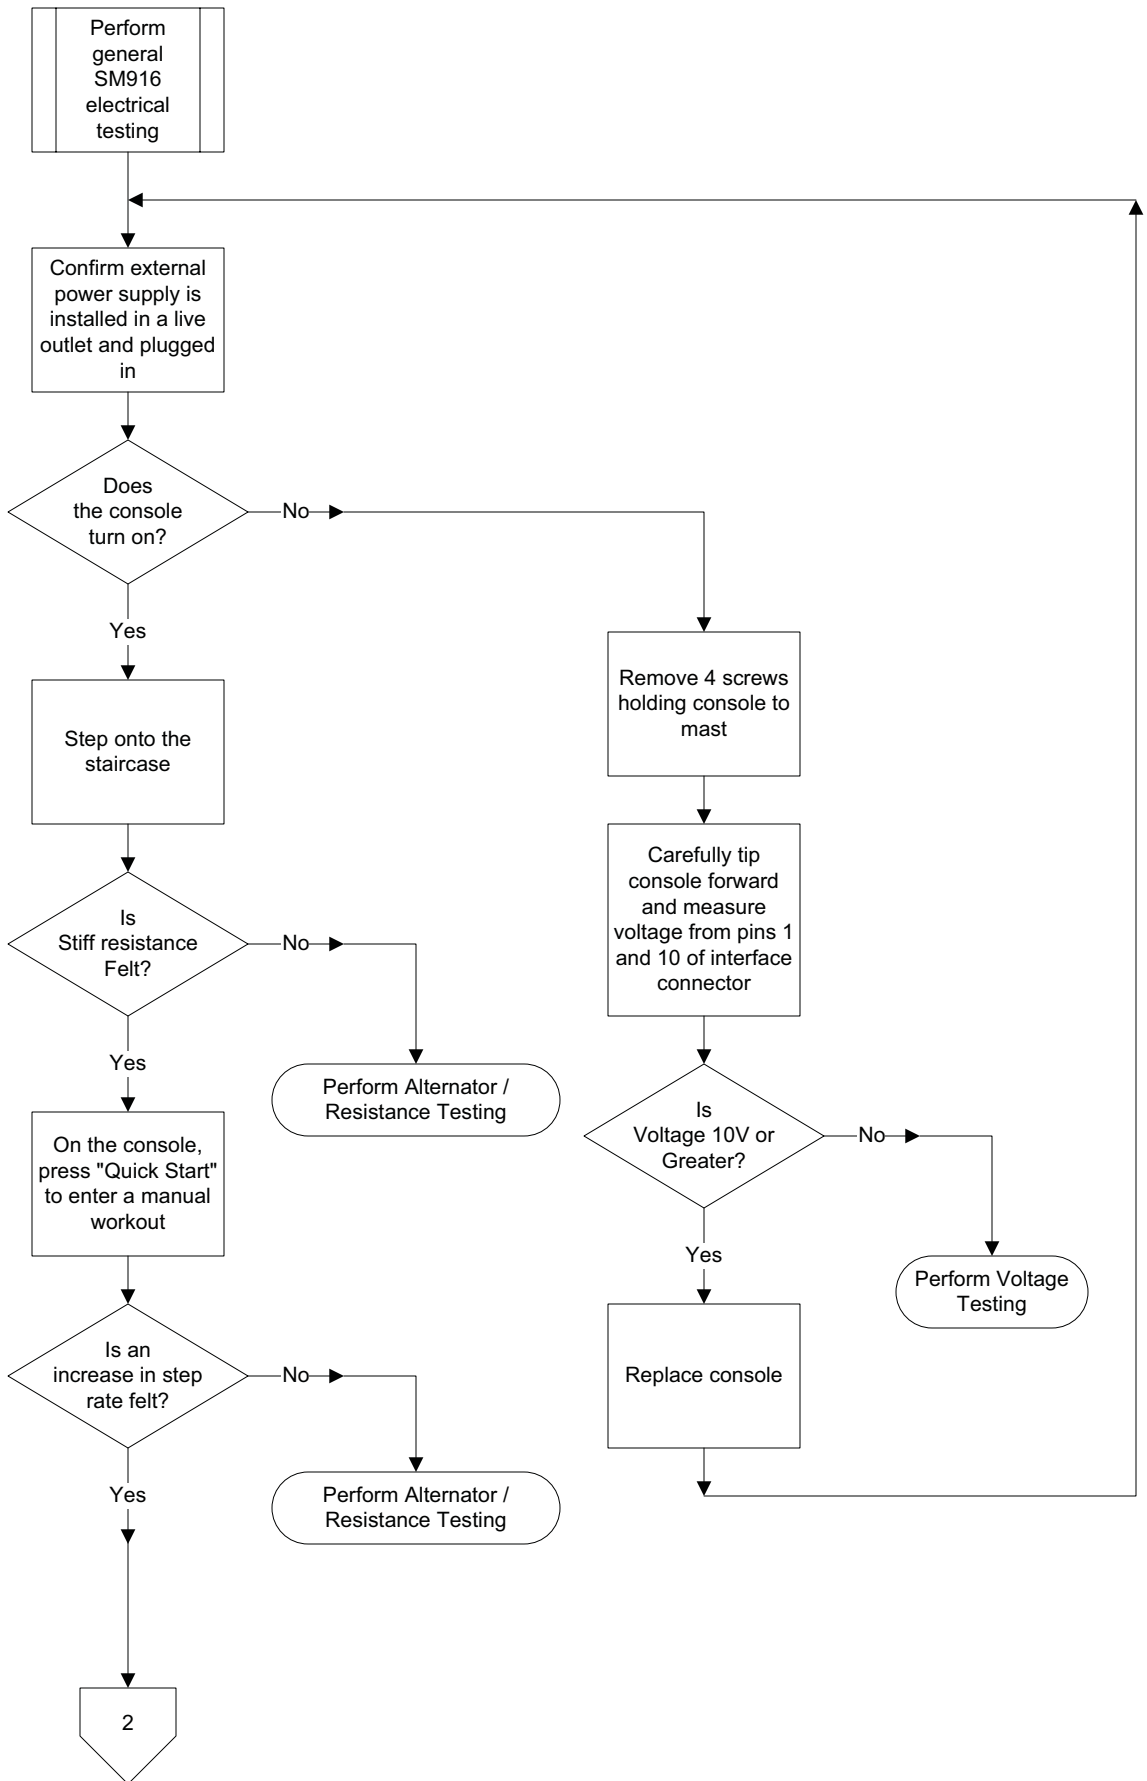 Perform
general
SM916
electrical
testing
Confirm external
power supply is
installed in a live
outlet and plugged
in
Does
the console
turn on?
No
Yes
Remove 4 screws
holding console to
mast
Step onto the
staircase
Carefully tip
console forward
and measure
voltage from pins 1
and 10 of interface
connector
Is
Stiff resistance
Felt?
No
Yes
Perform Alternator /
Resistance Testing
Is
Voltage 10V or
Greater?
No
On the console,
press "Quick Start"
to enter a manual
workout
Yes
Perform Voltage
Testing
Is an
increase in step
rate felt?
No
Replace console
Yes
Perform Alternator /
Resistance Testing
2